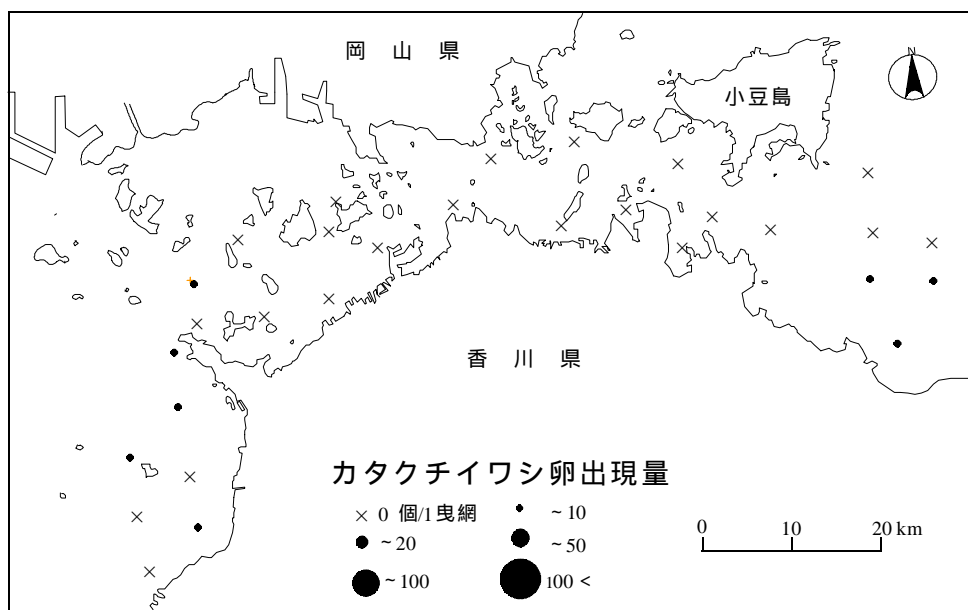 岡山県
N
小豆島
香川県
カタクチイワシ卵出現量
× 0 個/1曳網
~10
~20
~50
~100
100 <
0 10 20 km